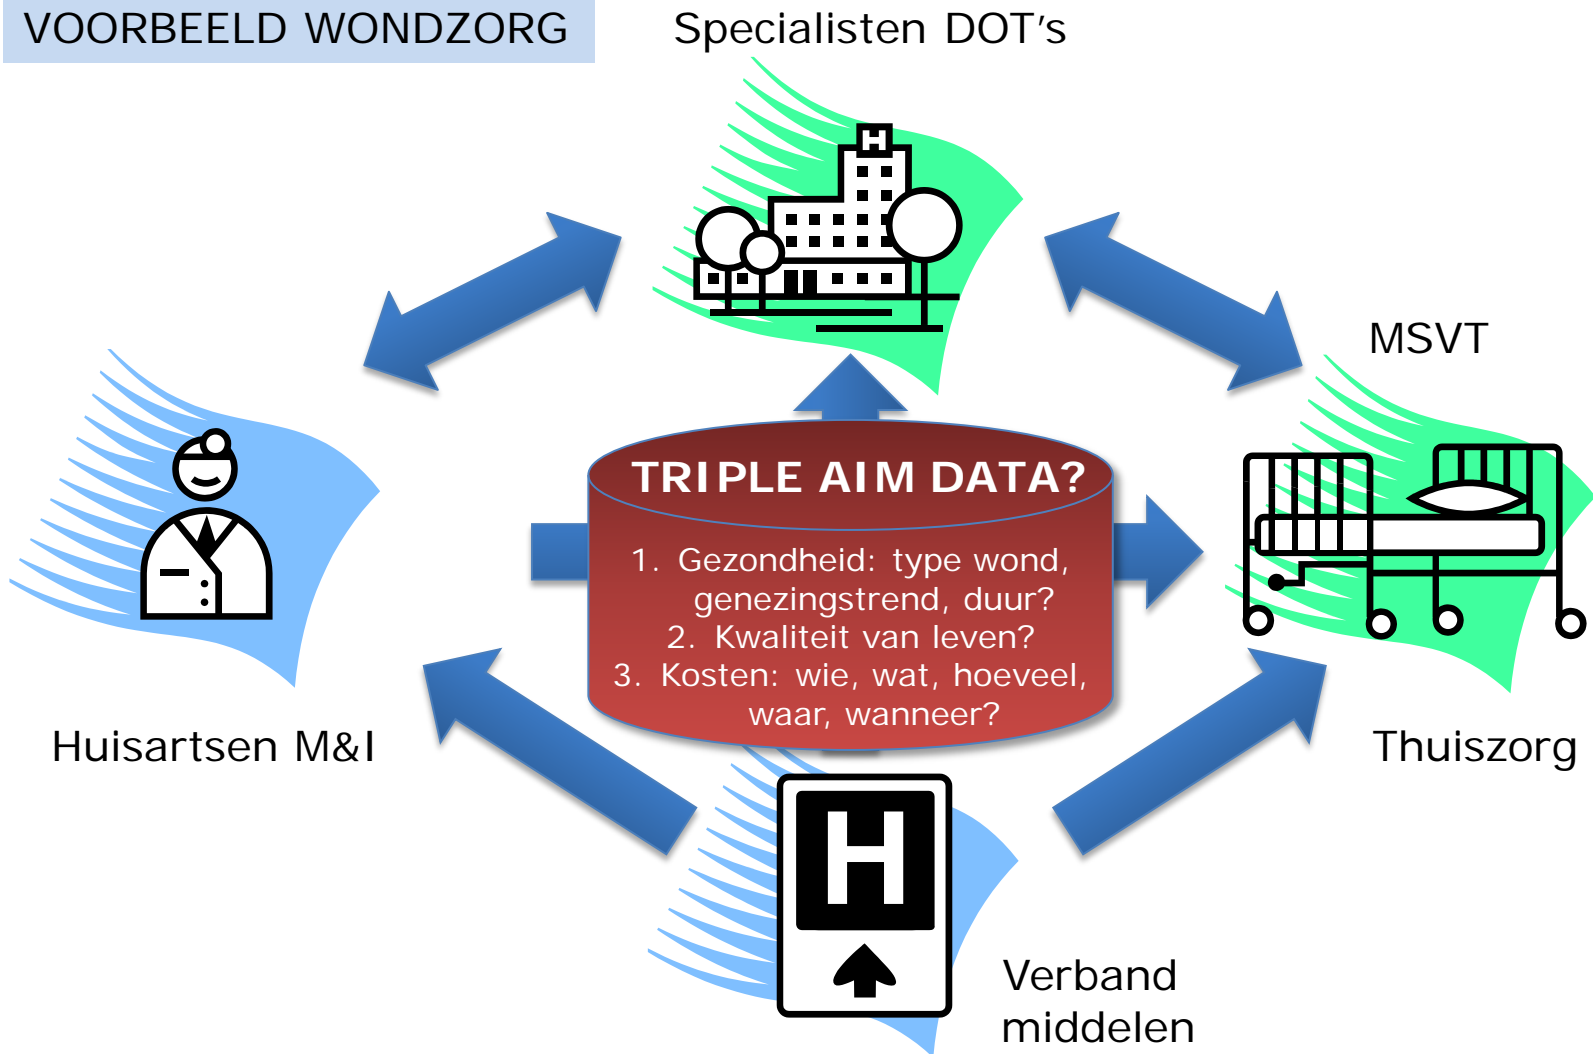 VOORBEELD WONDZORG
Specialisten DOT's
MSVT
TRIPLE AIM DATA?
1. Gezondheid: type wond,
genezingstrend, duur?
2. Kwaliteit van leven?
3. Kosten: wie, wat, hoeveel,
waar, wanneer?
Huisartsen M&I
Thuiszorg
H
H
Verband
middelen